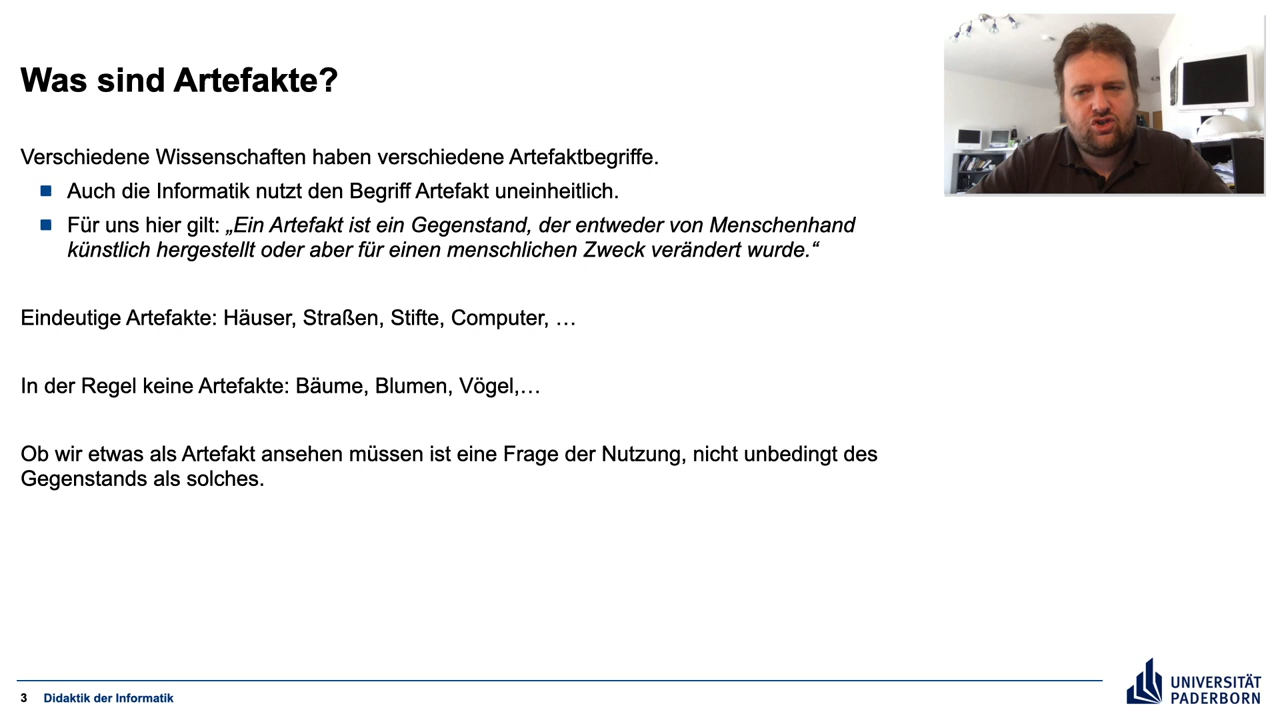 Was sind Artefakte?
Verschiedene Wissenschaften haben verschiedene Artefaktbegriffe.
Auch die Informatik nutzt den Begriff Artefakt uneinheitlich.
Für uns hier gilt: „Ein Artefakt ist ein Gegenstand, der entweder von Menschenhand
künstlich hergestellt oder aber für einen menschlichen Zweck verändert wurde.“
Eindeutige Artefakte: Häuser, Straßen, Stifte, Computer, …
In der Regel keine Artefakte: Bäume, Blumen, Vögel,…
Ob wir etwas als Artefakt ansehen müssen ist eine Frage der Nutzung, nicht unbedingt des
Gegenstands als solches.
3 Didaktik der Informatik
UNIVERSITÄT
PADERBORN